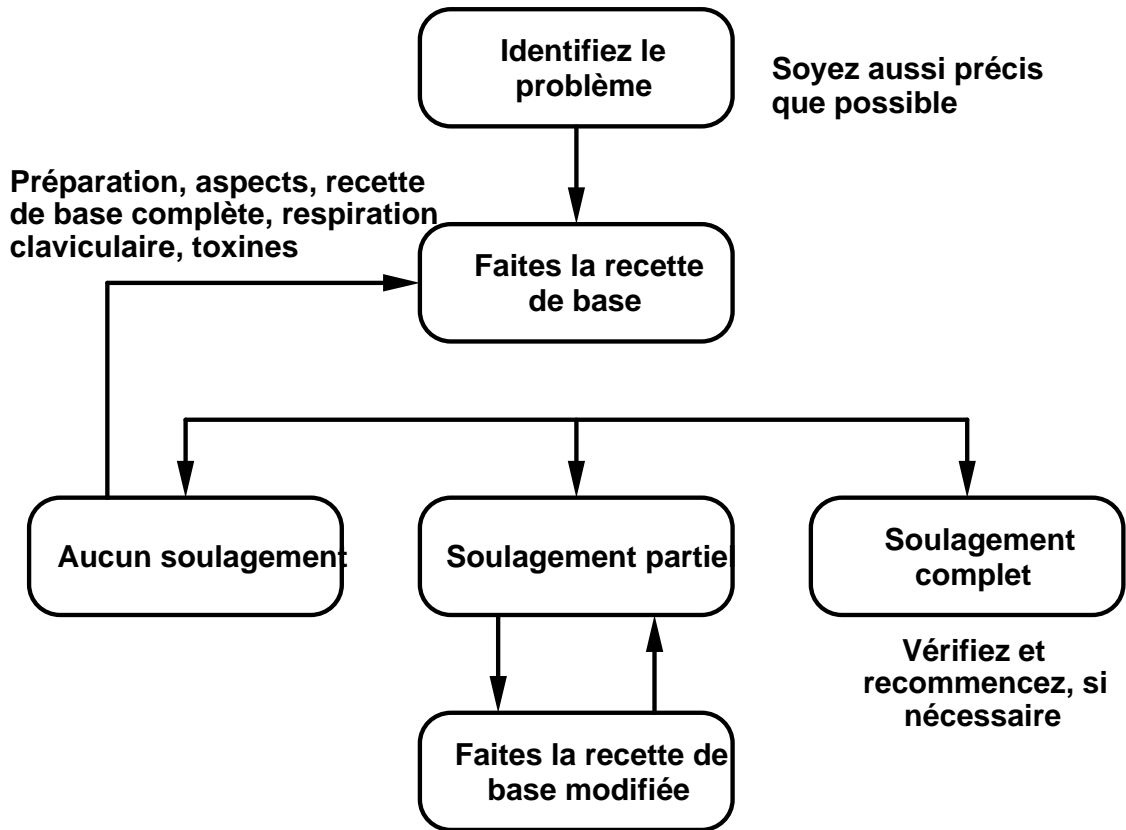 Identifiez le
problème
Soyez aussi précis
que possible
Préparation, aspects, recette
de base complète, respiration
claviculaire, toxines
Faites la recette
de base
Aucun soulagement
Soulagement partiel
Soulagement
complet
Vérifiez et
recommencez, si
nécessaire
Faites la recette de
base modifiée